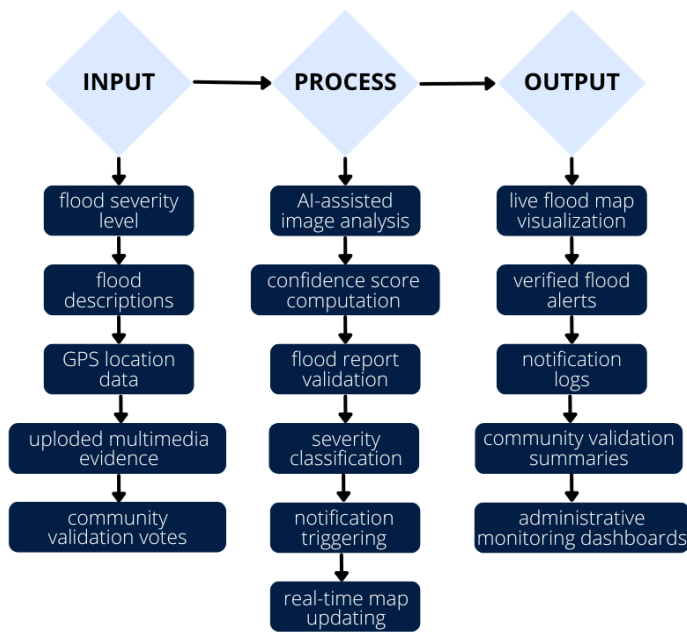 INPUT
PROCESS
OUTPUT
flood severity
level
flood
descriptions
GPS location
data
uploded multimedia
evidence
community
validation votes
AI-assisted
image analysis
confidence score
computation
flood report
validation
severity
classification
notification
triggering
real-time map
updating
live flood map
visualization
verified flood
alerts
notification
logs
community validation
summaries
administrative
monitoring dashboards